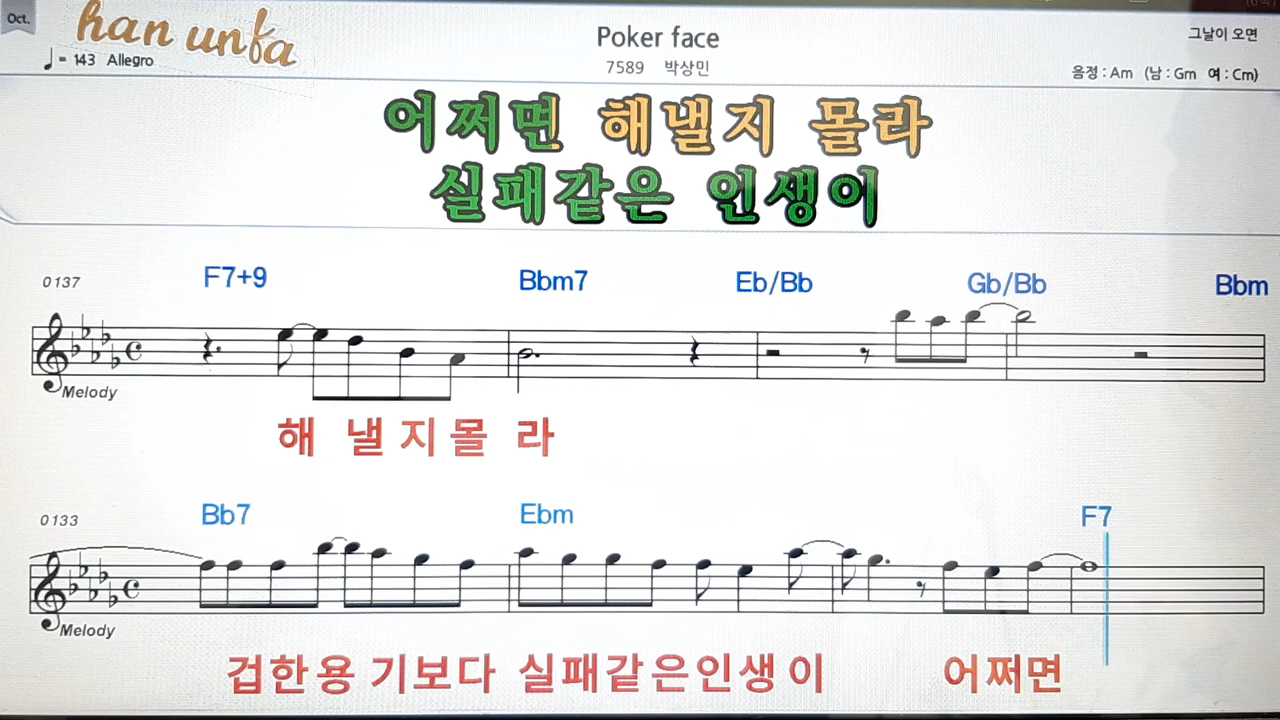 Oct.
han unfa
♩= 143 Allegro
Poker face
7589 박상민
그날이 오면
음정 : Am (남 : Gm 여 : Cm)
어쩌면 해낼지 몰라
실패같은 인생이
0137
F7+9 Bbm7 Eb/Bb Gb/Bb Bbm
Melody
해 낼 지 몰 라
0133
Bb7 Ebm F7
Melody
겁한용 기보다 실패같은인생 이 어쩌면